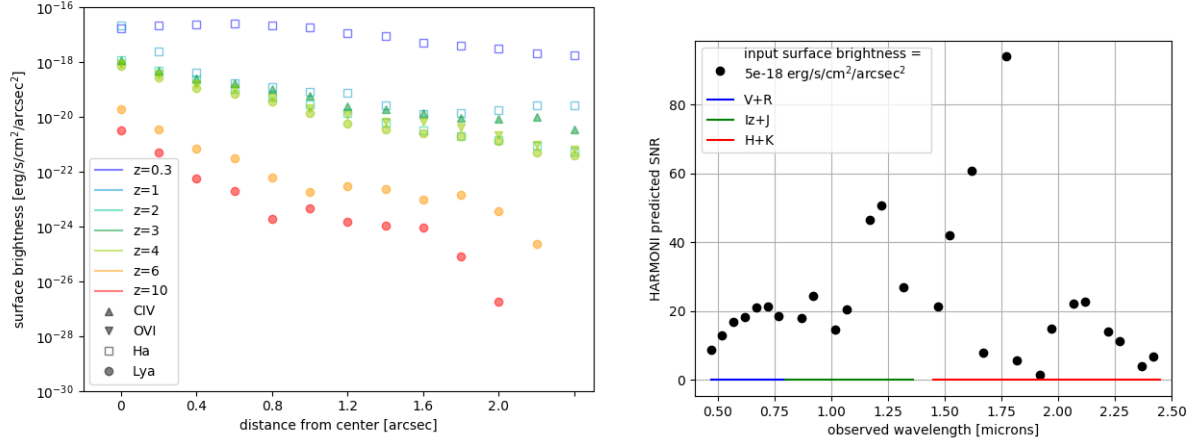 10⁻¹⁶
10⁻¹⁸
10⁻²⁰
10⁻²²
10⁻²⁴
10⁻²⁶
10⁻²⁸
10⁻³⁰
surface brightness [erg/s/cm²/arcsec²]
z=0.3
z=1
z=2
z=3
z=4
z=6
z=10
CIV
OVI
Ha
Lya
0 0.4 0.8 1.2 1.6 2.0
distance from center [arcsec]
input surface brightness =
5e-18 erg/s/cm²/arcsec²
V+R
Iz+J
H+K
80
60
40
20
0
HARMONI predicted SNR
0.50 0.75 1.00 1.25 1.50 1.75 2.00 2.25 2.50
observed wavelength [microns]